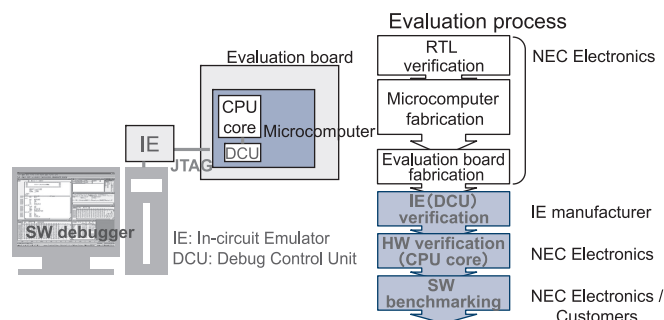 Evaluation process
Evaluation board
RTL
verification
NEC Electronics
CPU
core
Microcomputer
DCU
Microcomputer
fabrication
IE
JTAG
Evaluation board
fabrication
SW debugger
IE: In-circuit Emulator
DCU: Debug Control Unit
IE(DCU)
verification
IE manufacturer
HW verification
(CPU core)
NEC Electronics
SW
benchmarking
NEC Electronics /
Customers